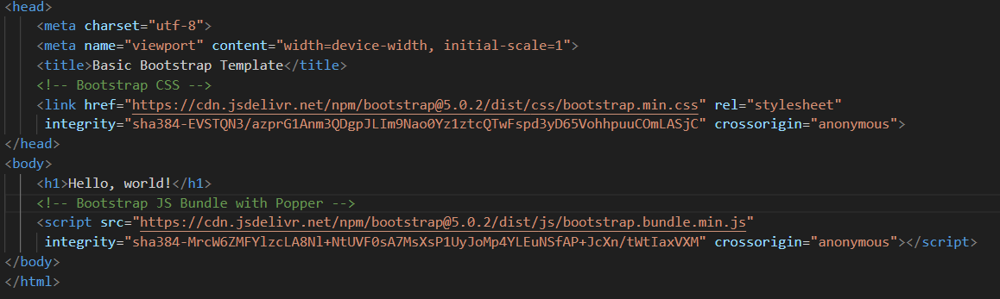 <head>
<meta charset="utf-8">
<meta name="viewport" content="width=device-width, initial-scale=1">
<title>Basic Bootstrap Template</title>
<!-- Bootstrap CSS -->
<link href="https://cdn.jsdelivr.net/npm/bootstrap@5.0.2/dist/css/bootstrap.min.css" rel="stylesheet"
integrity="sha384-EVSTQN3/azprG1Anm3QDgpJLIm9Nao0Yz1ztcQTwFspd3yD65VohhpuuCOmLASjC" crossorigin="anonymous">
</head>
<body>
<h1>Hello, world!</h1>
<!-- Bootstrap JS Bundle with Popper -->
<script src="https://cdn.jsdelivr.net/npm/bootstrap@5.0.2/dist/js/bootstrap.bundle.min.js"
integrity="sha384-MrcW6ZMFYlzcLA8Nl+NtUVF0sA7MsXsP1UyJoMp4YLEuNSfAP+JcXn/tWtIaxVXM" crossorigin="anonymous"></script>
</body>
</html>